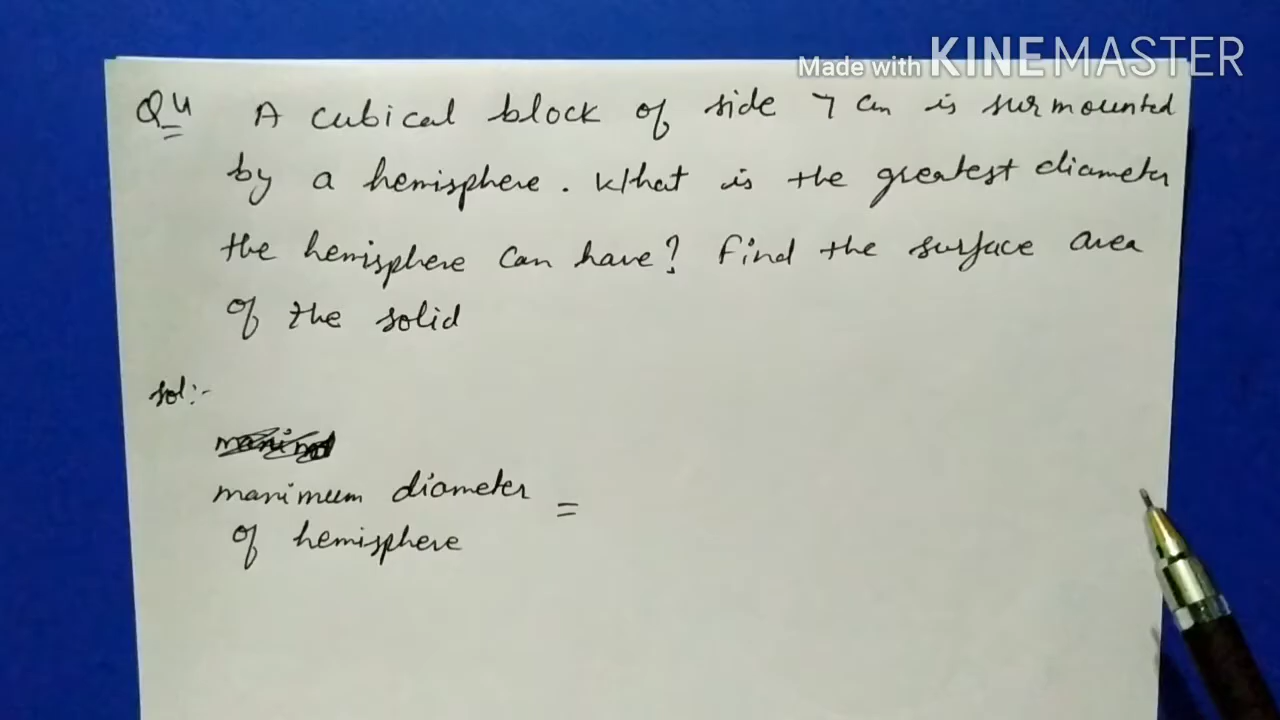 Made with KINEMASTER
Q4 A cubical block of side 7 cm is surmounted
by a hemisphere. What is the greatest diameter
the hemisphere can have? Find the surface area
of the solid
Sol:-
maximum diameter
of hemisphere =